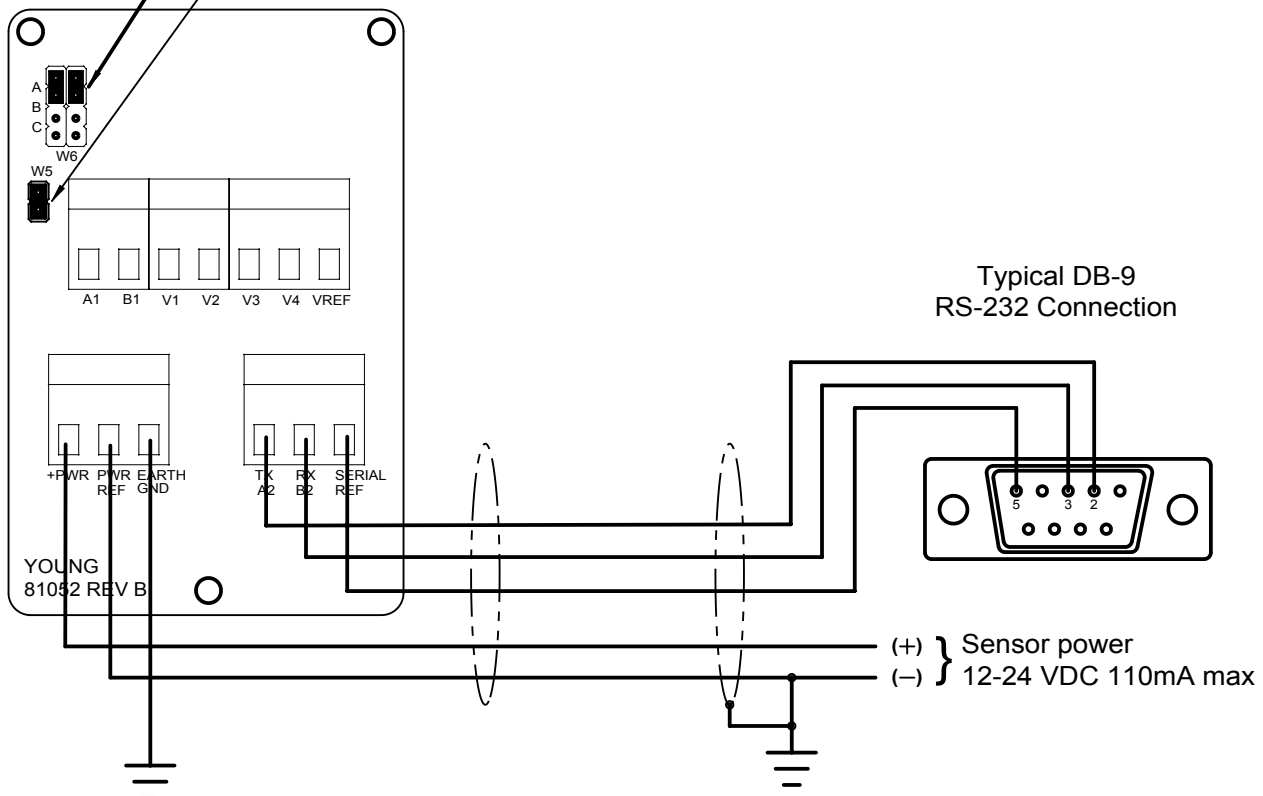 A
B
C
W6
W5
A1 B1 V1 V2 V3 V4 VREF
Typical DB-9
RS-232 Connection
+PWR PWR EARTH TX RX SERIAL
REF GND A2 B2 REF
5 3 2
YOUNG
81052 REV B
(+) } Sensor power
(−) 12-24 VDC 110mA max